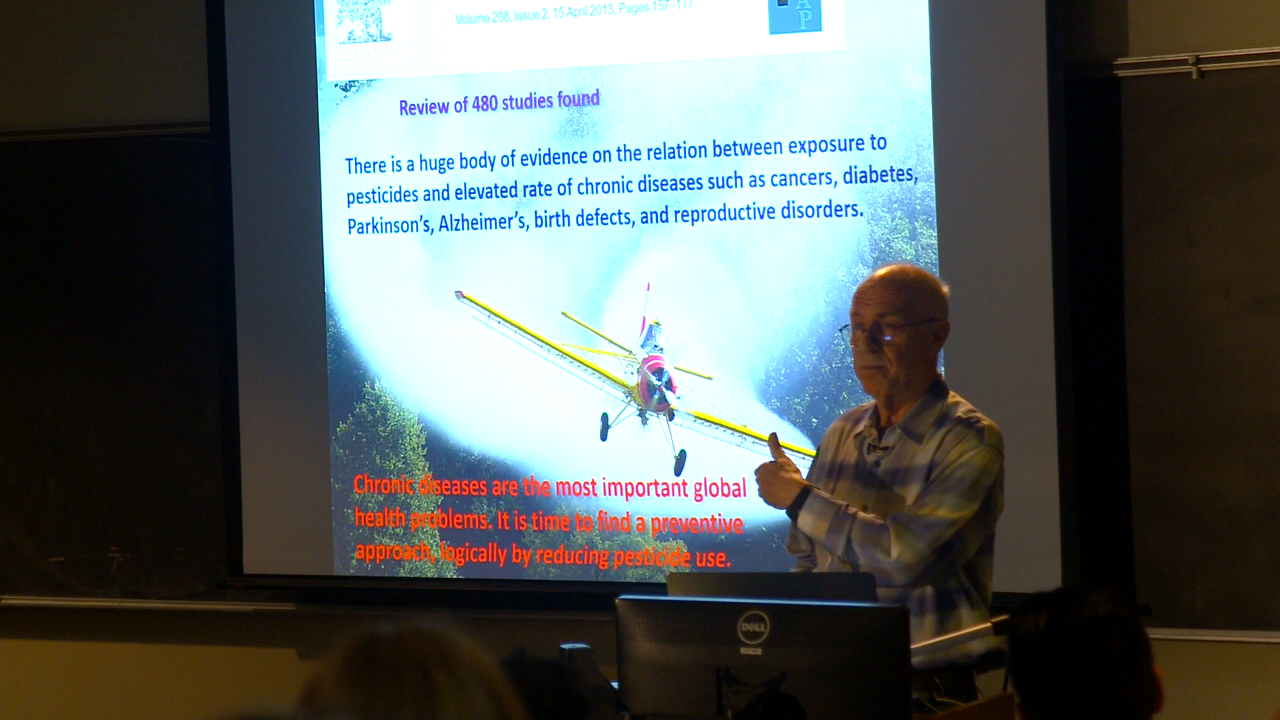 Volume 268, Issue 2, 15 April 2013, Pages 157-177
AP
Review of 480 studies found
There is a huge body of evidence on the relation between exposure to
pesticides and elevated rate of chronic diseases such as cancers, diabetes,
Parkinson’s, Alzheimer’s, birth defects, and reproductive disorders.
Chronic diseases are the most important global
health problems. It is time to find a preventive
approach, logically by reducing pesticide use.
DELL